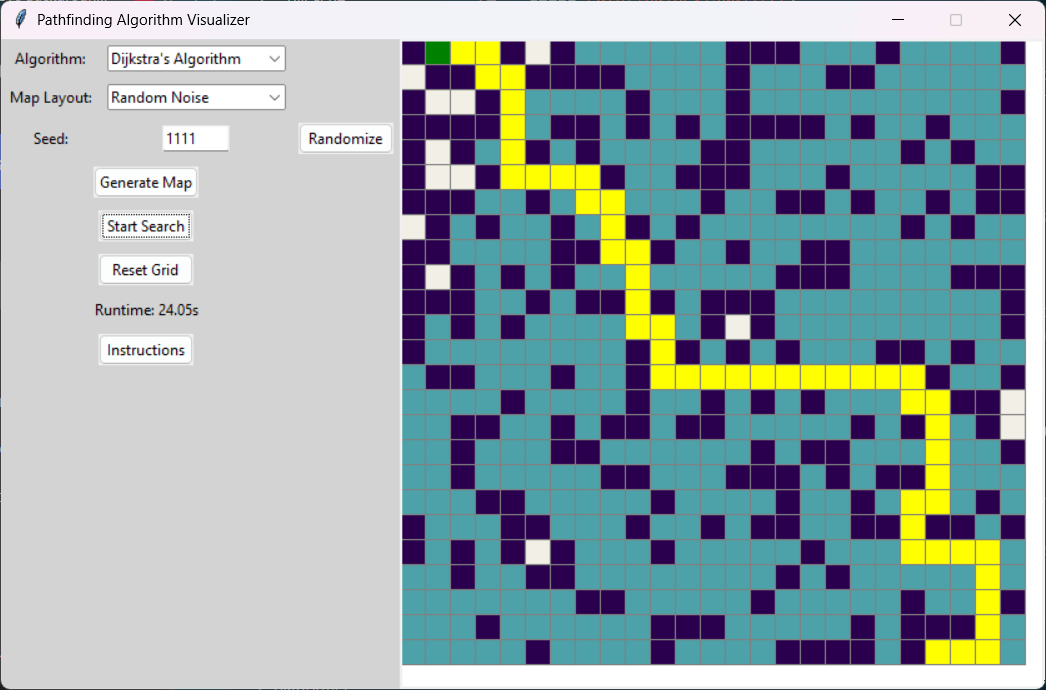 Pathfinding Algorithm Visualizer
Algorithm: Dijkstra's Algorithm
Map Layout: Random Noise
Seed: 1111 Randomize
Generate Map
Start Search
Reset Grid
Runtime: 24.05s
Instructions